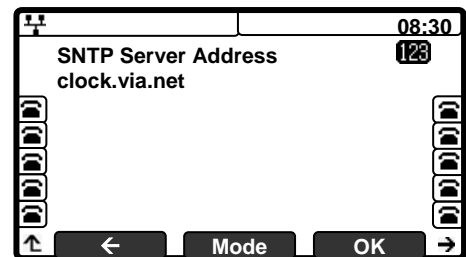 08:30
SNTP Server Address
123
clock.via.net
Mode OK